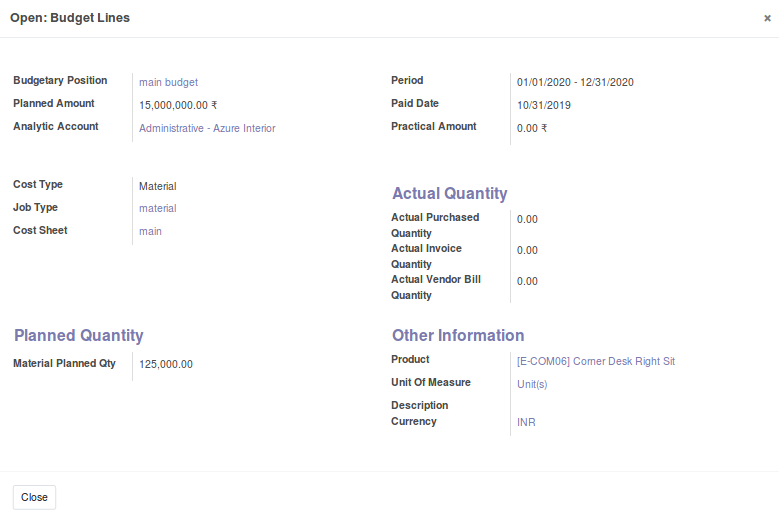 Open: Budget Lines ×
Budgetary Position main budget
Planned Amount 15,000,000.00 ₹
Analytic Account Administrative - Azure Interior
Period 01/01/2020 - 12/31/2020
Paid Date 10/31/2019
Practical Amount 0.00 ₹
Cost Type Material
Job Type material
Cost Sheet main
Actual Quantity
Actual Purchased 0.00
Quantity
Actual Invoice 0.00
Quantity
Actual Vendor Bill 0.00
Quantity
Planned Quantity
Material Planned Qty 125,000.00
Other Information
Product [E-COM06] Corner Desk Right Sit
Unit Of Measure Unit(s)
Description
Currency INR
Close